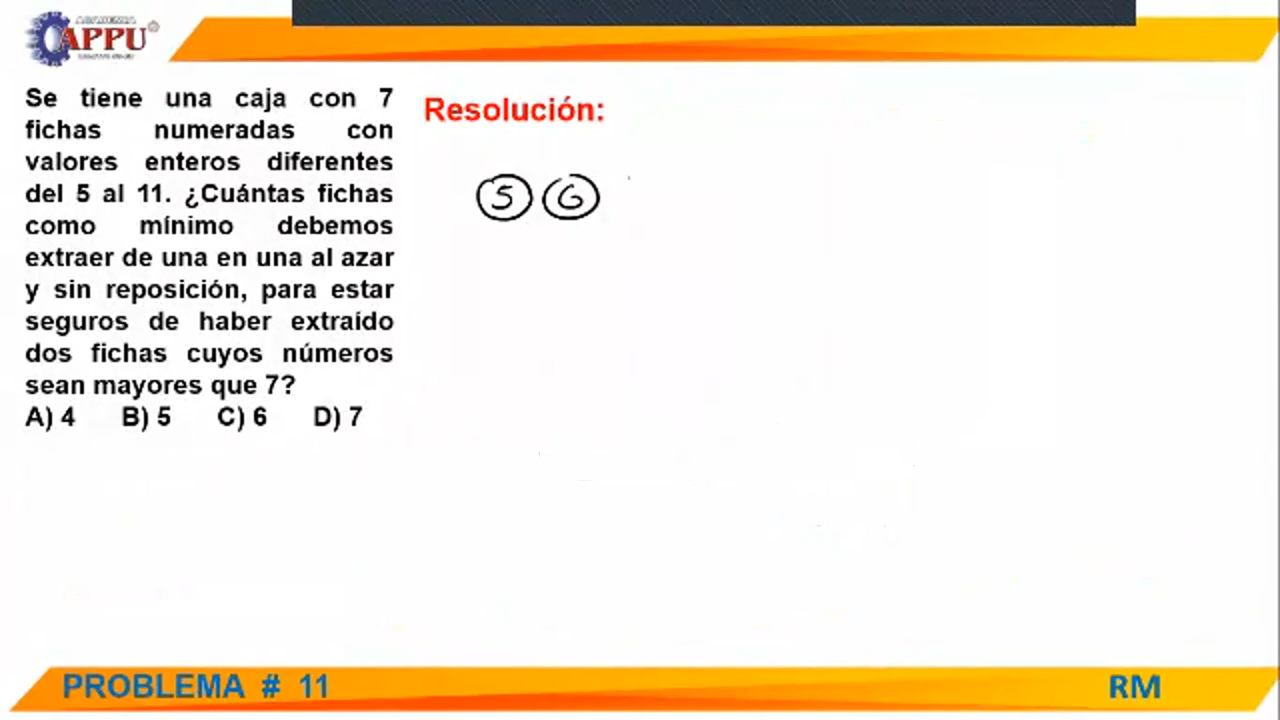 ACADEMIA
APPU
Se tiene una caja con 7
fichas numeradas con
valores enteros diferentes
del 5 al 11. ¿Cuántas fichas
como mínimo debemos
extraer de una en una al azar
y sin reposición, para estar
seguros de haber extraído
dos fichas cuyos números
sean mayores que 7?
A) 4 B) 5 C) 6 D) 7
Resolución:
5 6
PROBLEMA # 11
RM